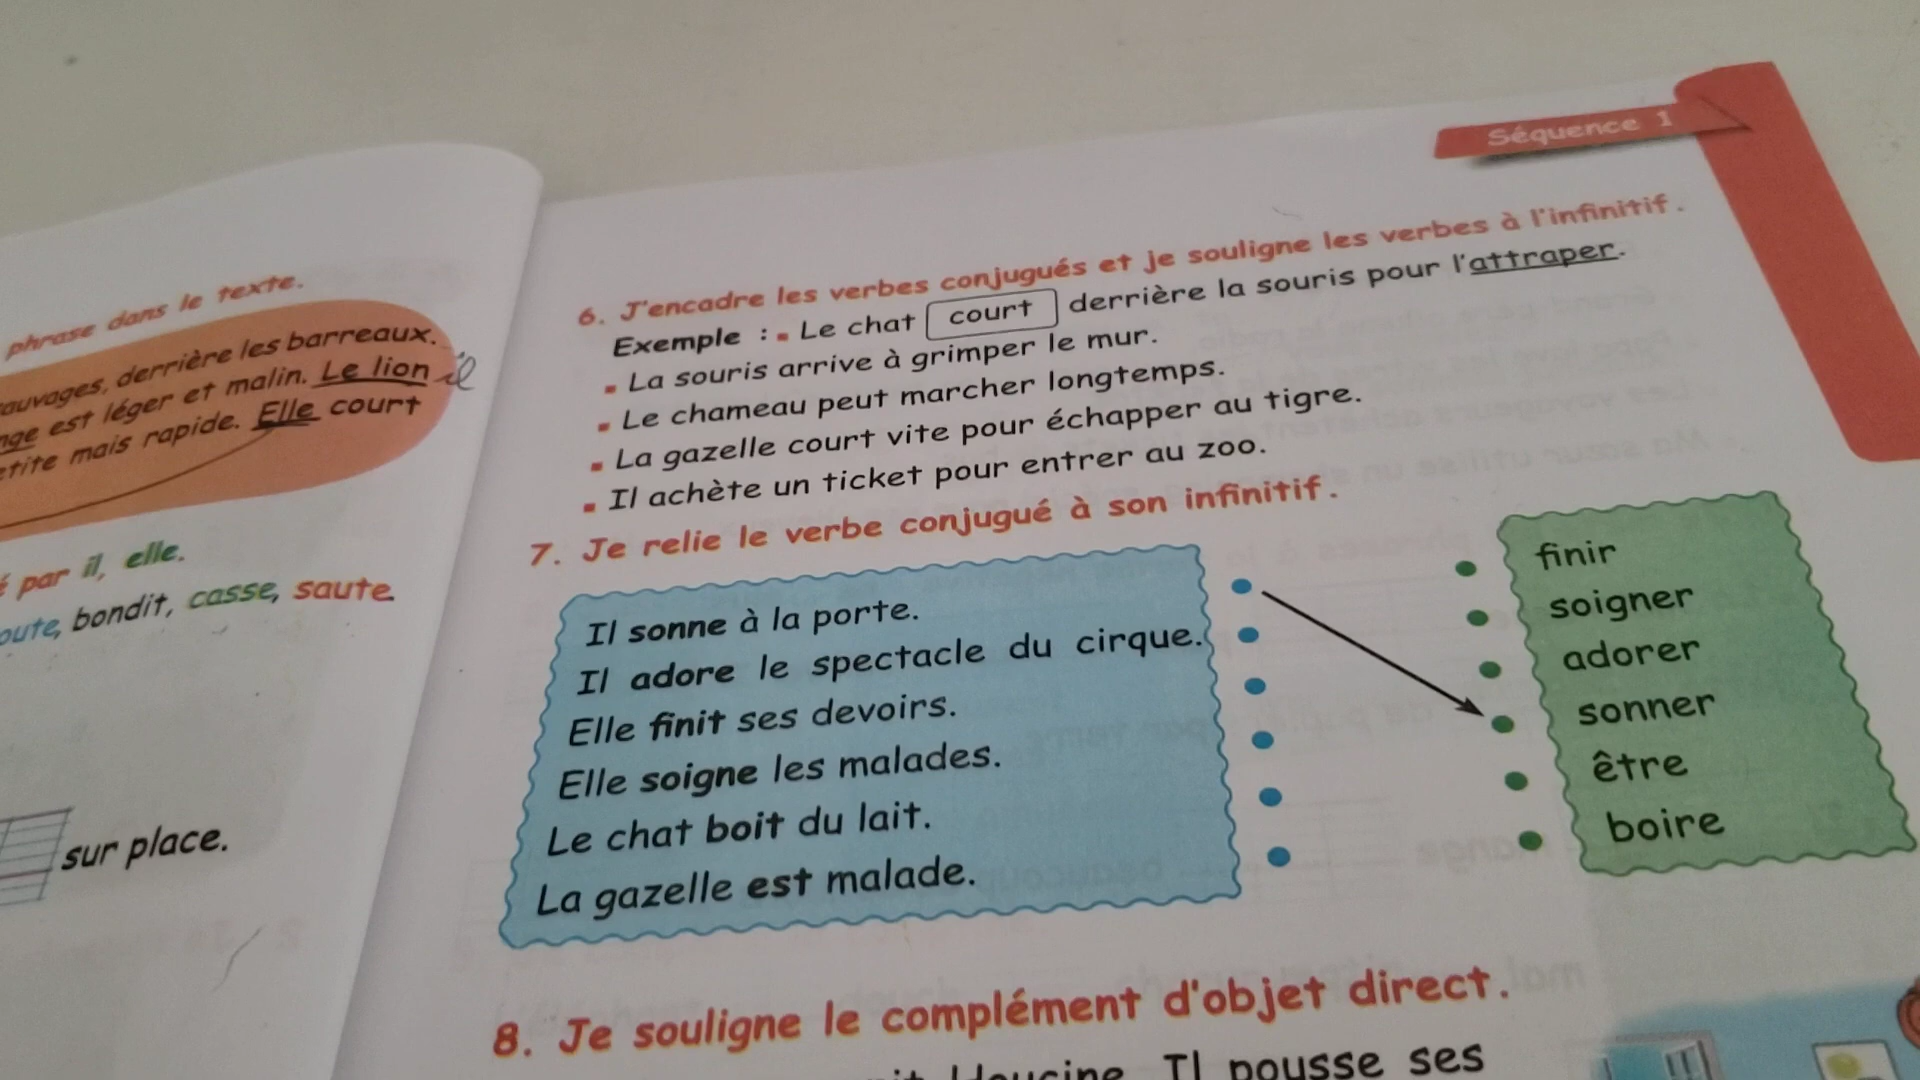 phrase dans le texte.
derrière les barreaux.
est léger et malin. Le lion il
mais rapide. Elle court
par il, elle.
bondit, casse, saute
sur place.
Séquence 1
6. J'encadre les verbes conjugués et je souligne les verbes à l'infinitif.
Exemple : ▪ Le chat court derrière la souris pour l'attraper.
▪ La souris arrive à grimper le mur.
▪ Le chameau peut marcher longtemps.
▪ La gazelle court vite pour échapper au tigre.
▪ Il achète un ticket pour entrer au zoo.
7. Je relie le verbe conjugué à son infinitif.
Il sonne à la porte.
Il adore le spectacle du cirque.
Elle finit ses devoirs.
Elle soigne les malades.
Le chat boit du lait.
La gazelle est malade.
finir
soigner
adorer
sonner
être
boire
8. Je souligne le complément d'objet direct.
Il pousse ses